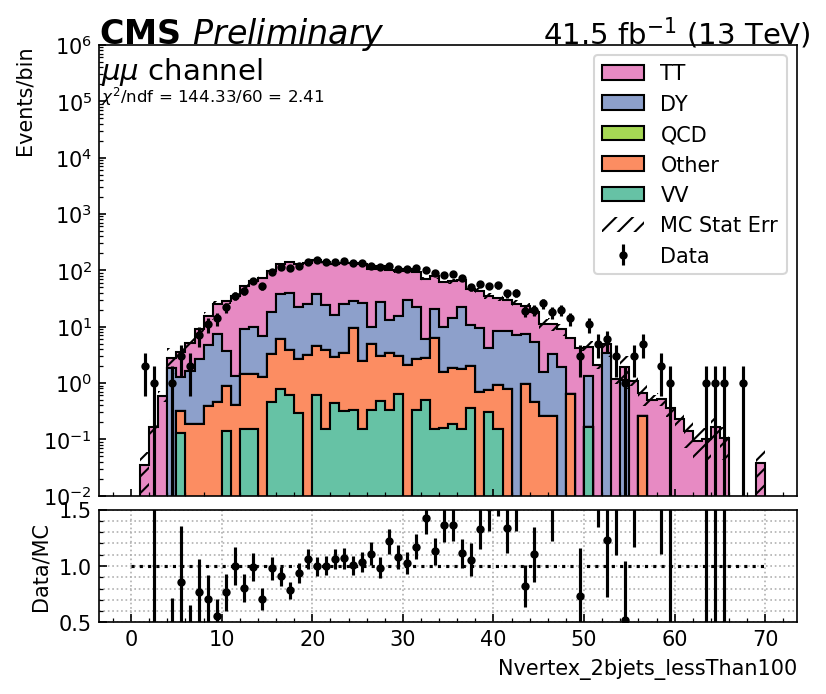 CMS Preliminary 41.5 fb⁻¹ (13 TeV)
μμ channel
χ²/ndf = 144.33/60 = 2.41
Events/bin
10⁶
10⁵
10⁴
10³
10²
10¹
10⁰
10⁻¹
10⁻²
TT
DY
QCD
Other
VV
MC Stat Err
Data
Data/MC
1.5
1.0
0.5
0 10 20 30 40 50 60 70
Nvertex_2bjets_lessThan100